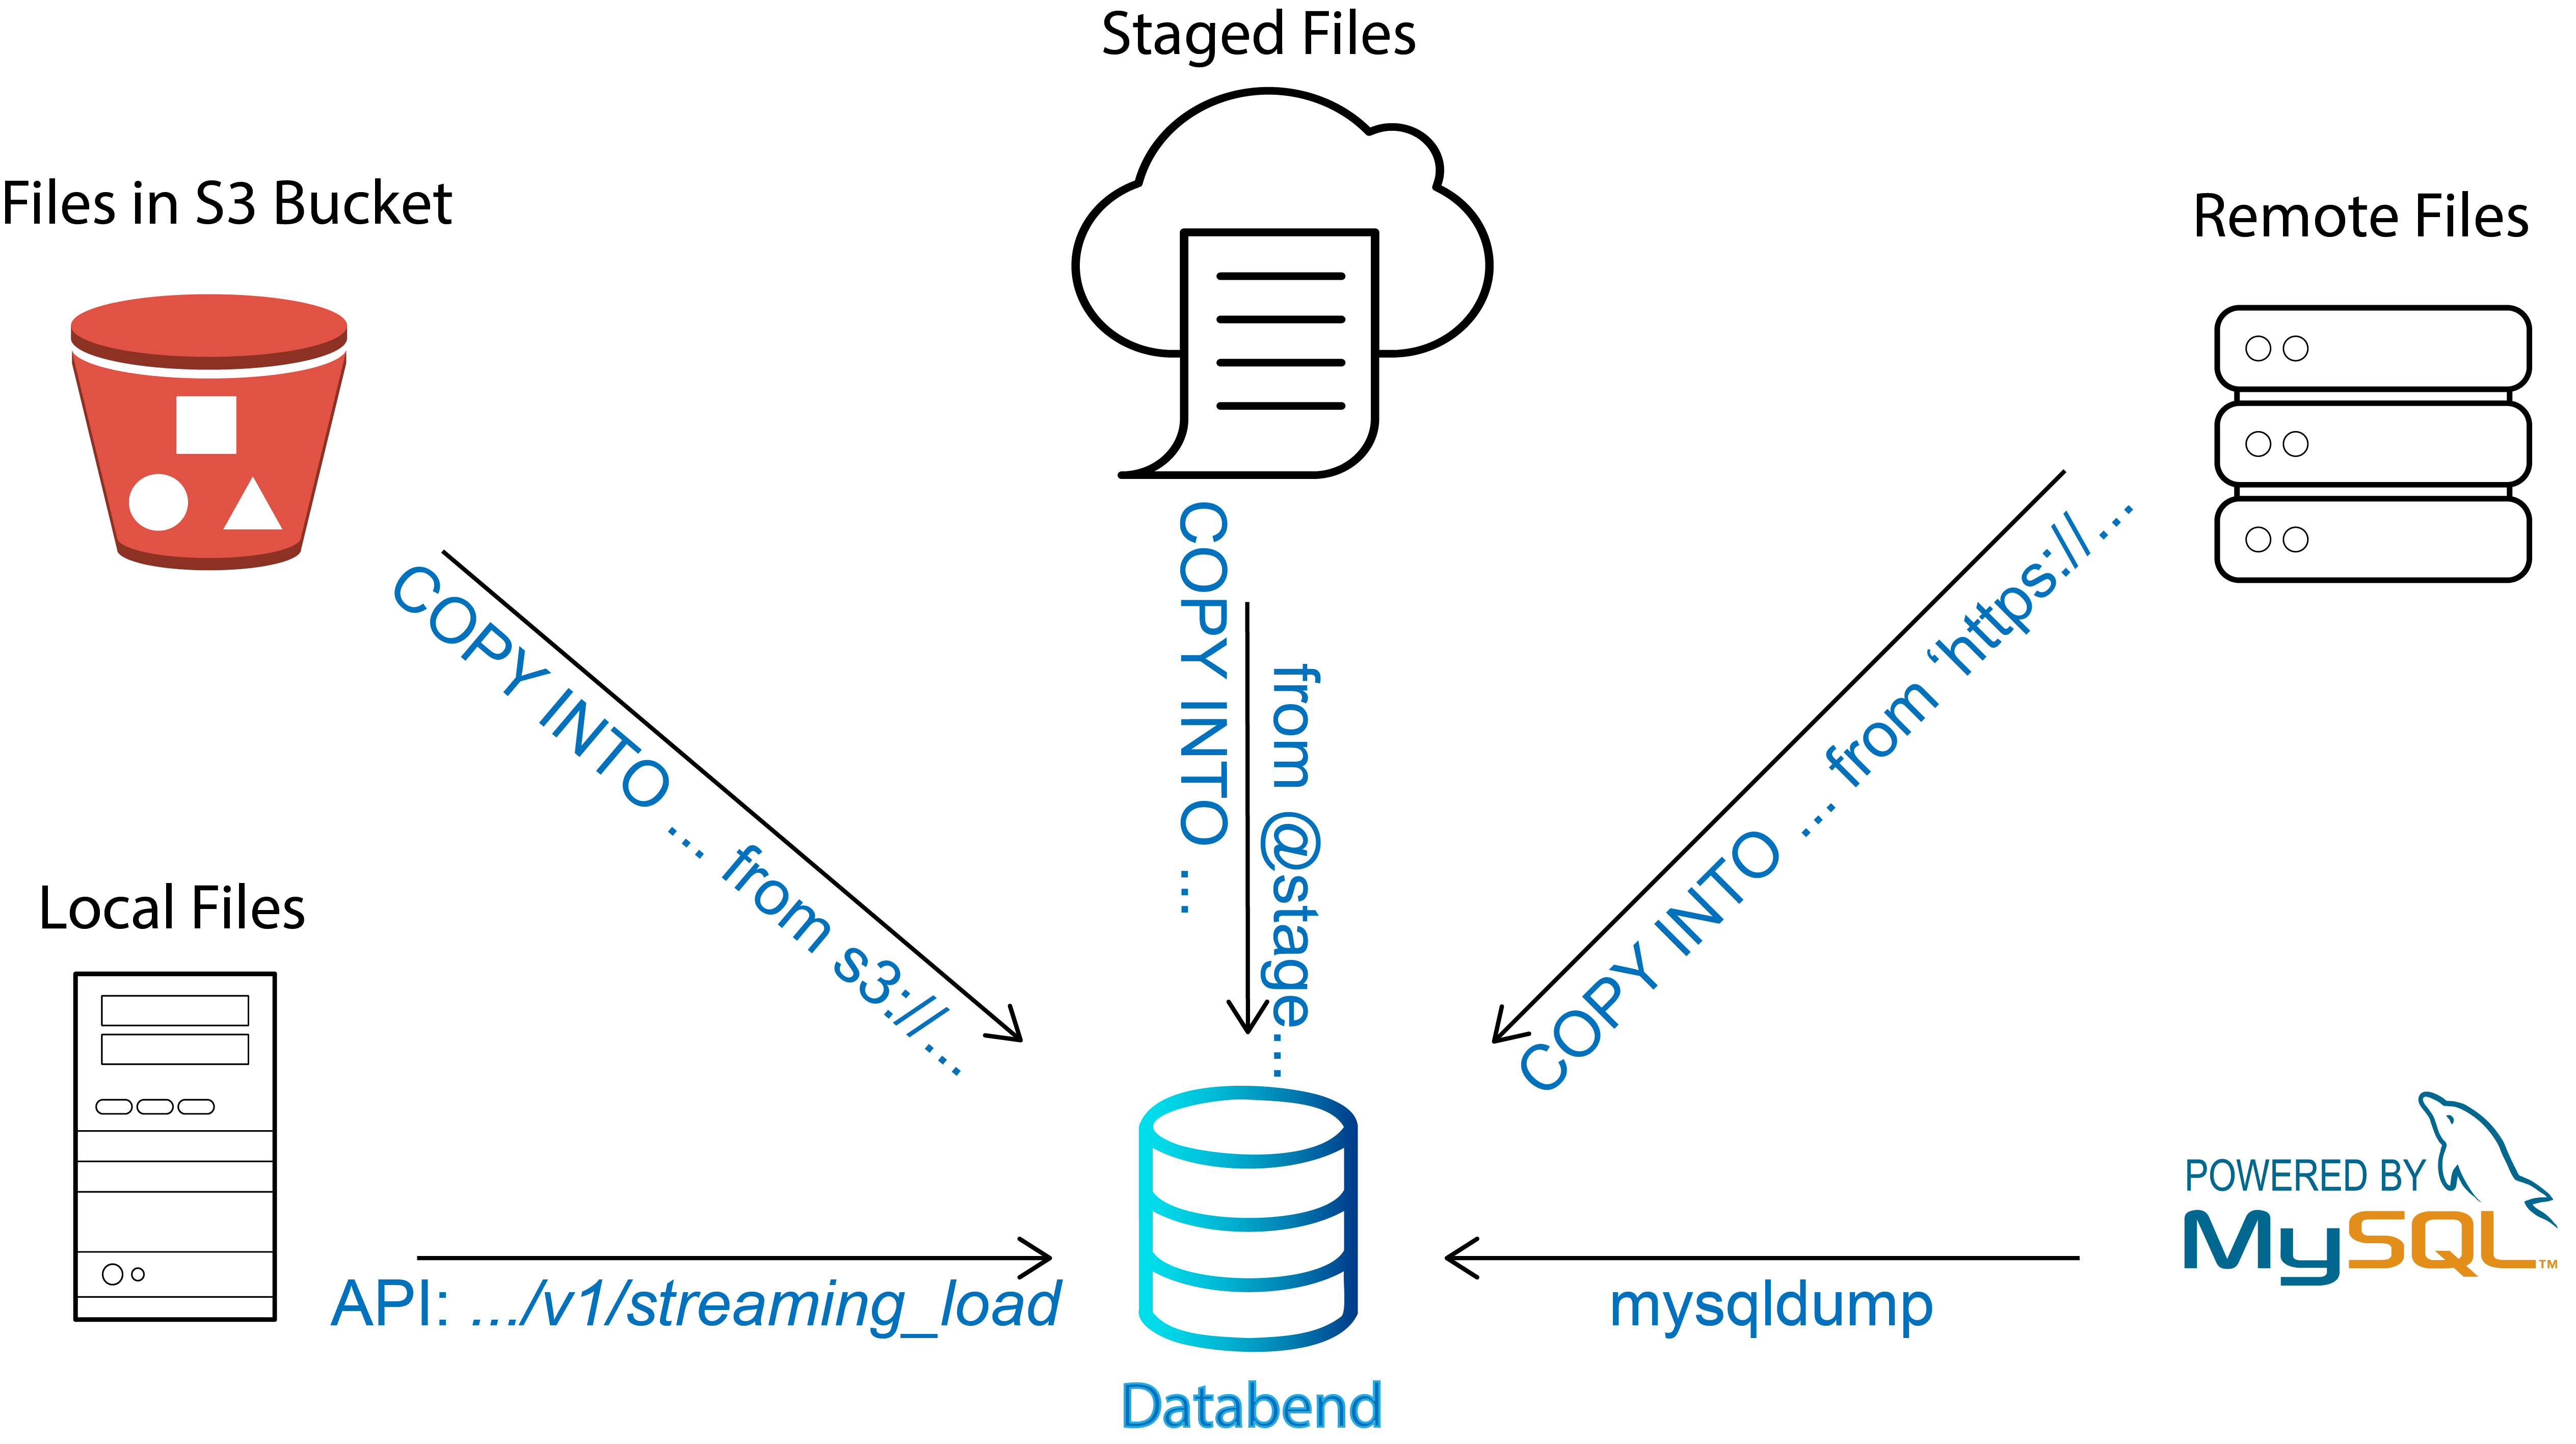 Staged Files
Files in S3 Bucket
Remote Files
COPY INTO ... from s3://...
COPY INTO ...
from @stage...
COPY INTO ... from ‘https://...
Local Files
API: .../v1/streaming_load
POWERED BY
MySQL™
mysqldump
Databend